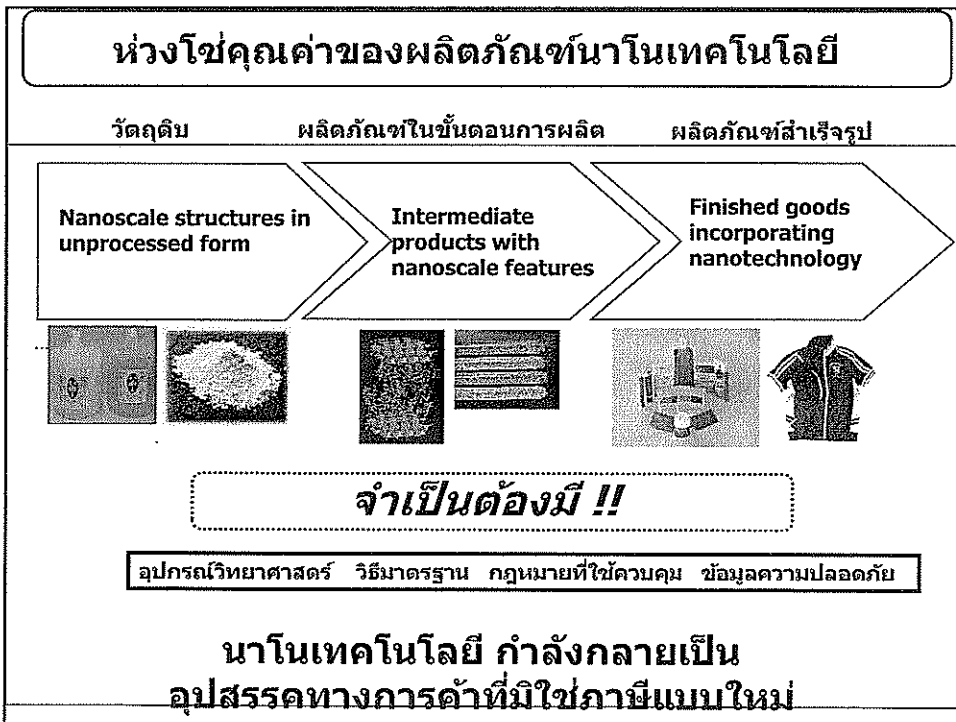 ห่วงโซ่คุณค่าของผลิตภัณฑ์นาโนเทคโนโลยี
วัตถุดิบ ผลิตภัณฑ์ในขั้นตอนการผลิต ผลิตภัณฑ์สำเร็จรูป
Nanoscale structures in
unprocessed form
Intermediate
products with
nanoscale features
Finished goods
incorporating
nanotechnology
จำเป็นต้องมี !!
อุปกรณ์วิทยาศาสตร์ วิธีมาตรฐาน กฎหมายที่ใช้ควบคุม ข้อมูลความปลอดภัย
นาโนเทคโนโลยี กำลังกลายเป็น
อุปสรรคทางการค้าที่มิใช่ภาษีแบบใหม่